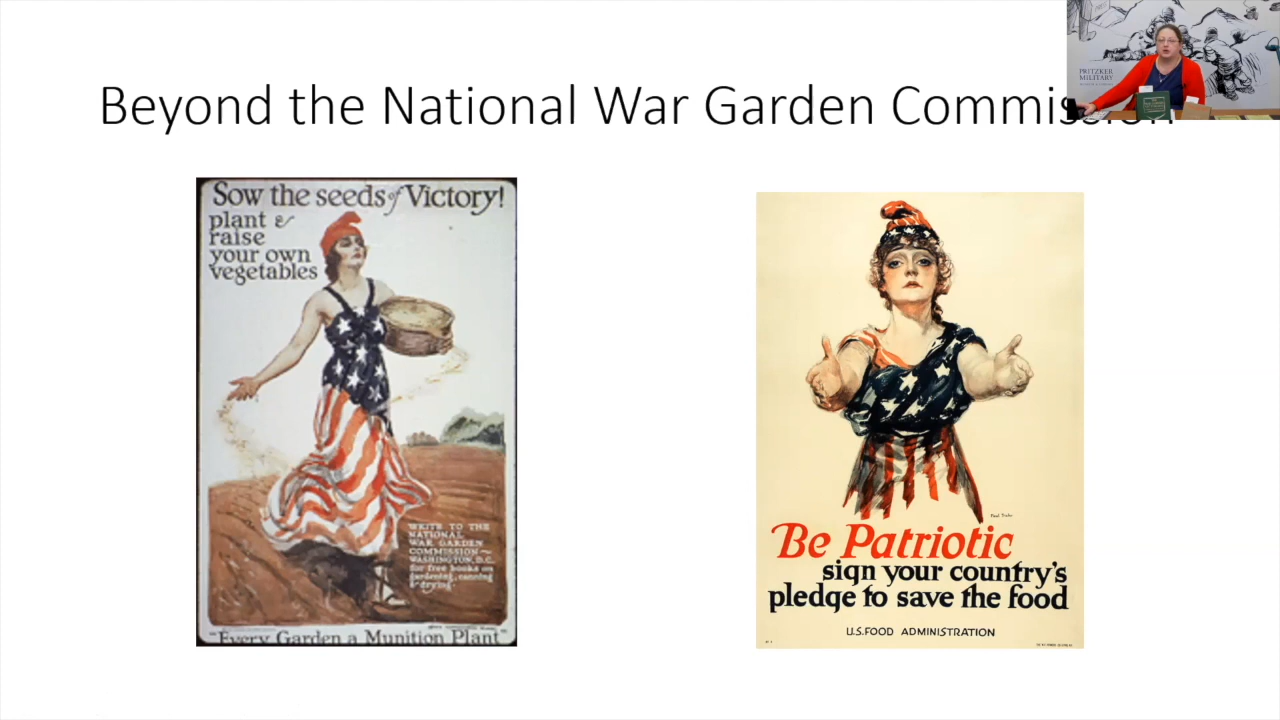 Beyond the National War Garden Commission
PRITZKER
MILITARY
Sow the seeds of Victory!
plant &
raise
your own
vegetables
WRITE TO THE
NATIONAL
WAR GARDEN
COMMISSION~
WASHINGTON, D.C.
for free books on
gardening, canning
& drying.
"Every Garden a Munition Plant"
Be Patriotic
sign your country's
pledge to save the food
U.S. FOOD ADMINISTRATION